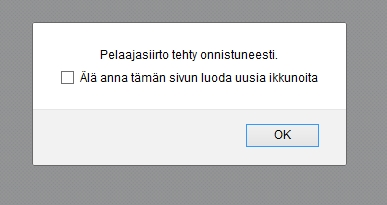 Pelaajasiirto tehty onnistuneesti.
Älä anna tämän sivun luoda uusia ikkunoita
OK